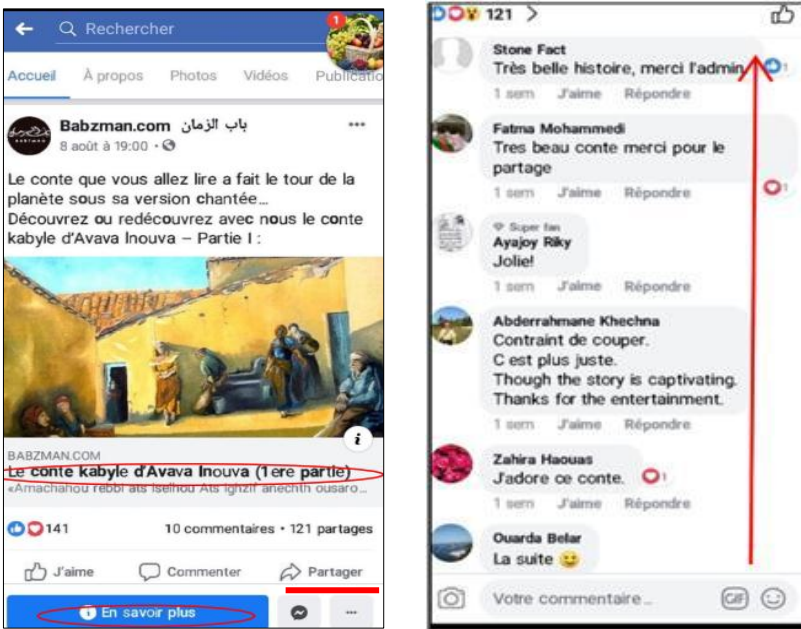 Rechercher
1
Accueil À propos Photos Vidéos Publicatio
Babzman.com باب الزمان
8 août à 19:00 ·
Le conte que vous allez lire a fait le tour de la
planète sous sa version chantée...
Découvrez ou redécouvrez avec nous le conte
kabyle d'Avava Inouva – Partie I :
BABZMAN.COM
Le conte kabyle d'Avava Inouva (1ere partie)
«Amachahou rebbi ats iselhou Ats ighzif anechth ousaro...
141 10 commentaires • 121 partages
J'aime Commenter Partager
En savoir plus
121 >
Stone Fact
Très belle histoire, merci l'admin
1
1 sem J'aime Répondre
Fatma Mohammedi
Tres beau conte merci pour le
partage
1 sem J'aime Répondre
1
Super fan
Ayajoy Riky
Jolie!
1 sem J'aime Répondre
Abderrahmane Khechna
Contraint de couper.
C est plus juste.
Though the story is captivating.
Thanks for the entertainment.
1 sem J'aime Répondre
Zahira Haouas
J'adore ce conte.
1
1 sem J'aime Répondre
Ouarda Belar
La suite 😉
Votre commentaire...
GIF